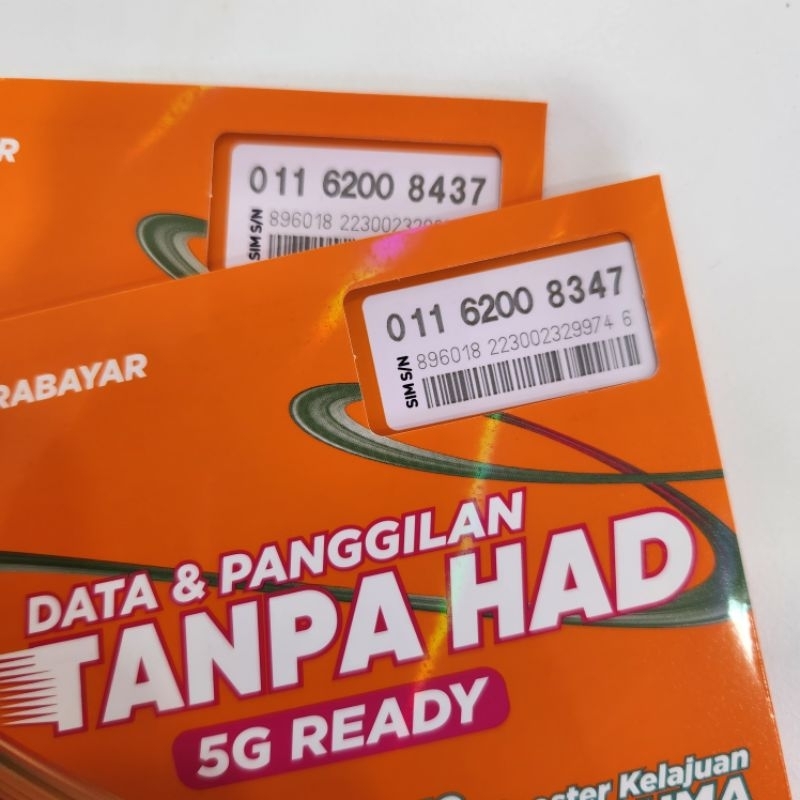 011 6200 8437
SIM S/N
896018
011 6200 8347
SIM S/N
896018 223002329974 6
RABAYAR
DATA & PANGGILAN
TANPA HAD
5G READY
Kelajuan